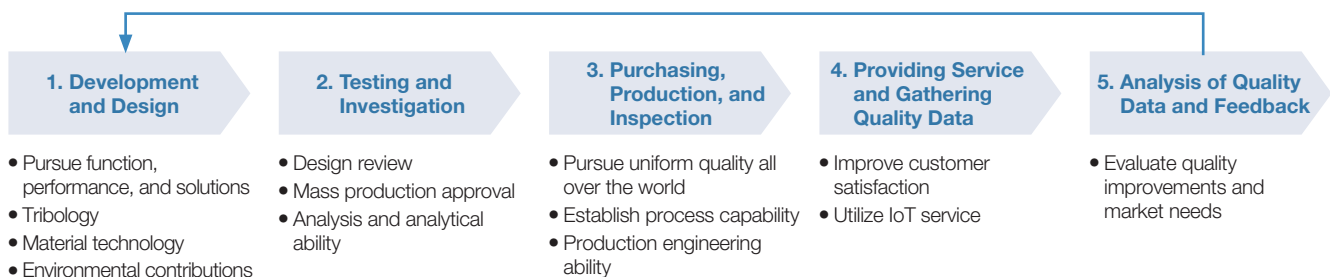 1. Development
and Design
2. Testing and
Investigation
3. Purchasing,
Production, and
Inspection
4. Providing Service
and Gathering
Quality Data
5. Analysis of Quality
Data and Feedback
• Pursue function,
performance, and solutions
• Tribology
• Material technology
• Environmental contributions
• Design review
• Mass production approval
• Analysis and analytical
ability
• Pursue uniform quality all
over the world
• Establish process capability
• Production engineering
ability
• Improve customer
satisfaction
• Utilize IoT service
• Evaluate quality
improvements and
market needs